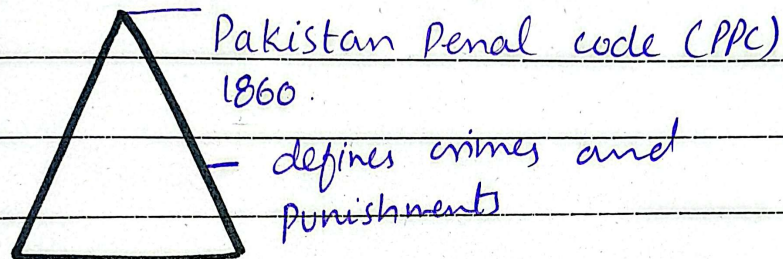 Pakistan Penal code (PPC)
1860.
- defines crimes and
punishments